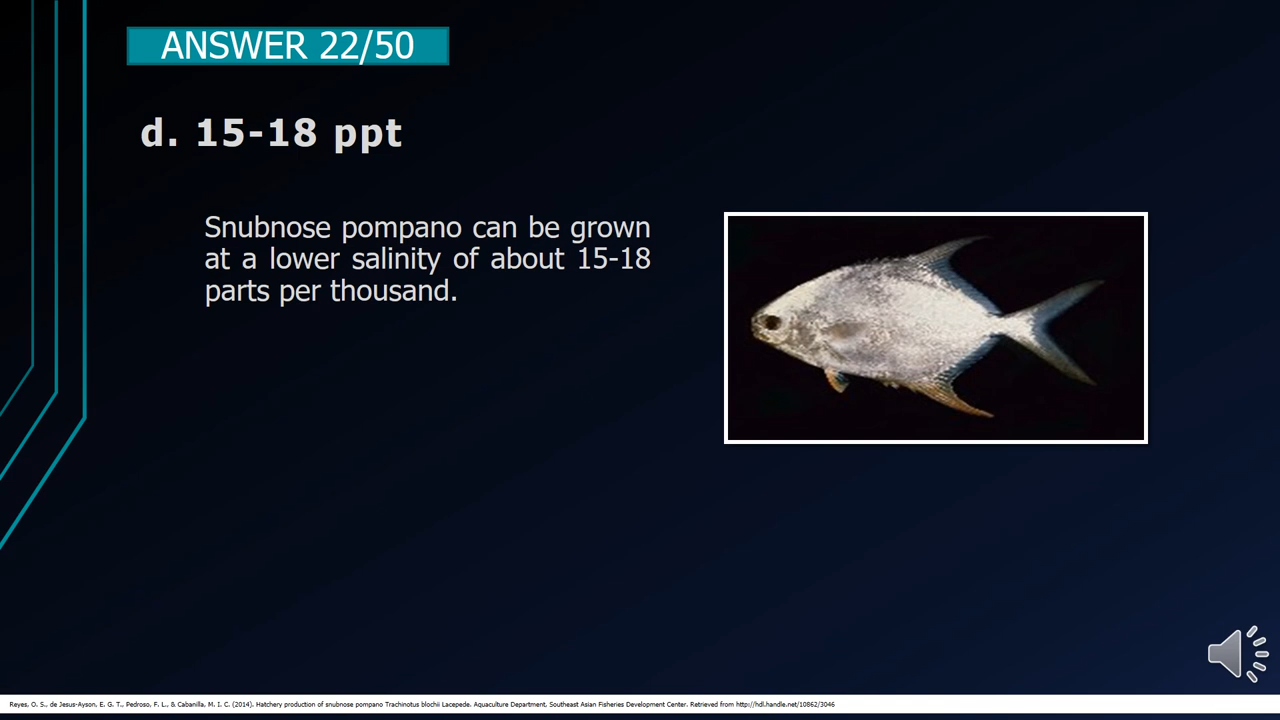 ANSWER 22/50
d. 15-18 ppt
Snubnose pompano can be grown
at a lower salinity of about 15-18
parts per thousand.
Reyes, O. S., de Jesus-Ayson, E. G. T., Pedroso, F. L., & Cabanilla, M. I. C. (2014). Hatchery production of snubnose pompano Trachinotus blochii Lacepede. Aquaculture Department, Southeast Asian Fisheries Development Center. Retrieved from http://hdl.handle.net/10862/3046